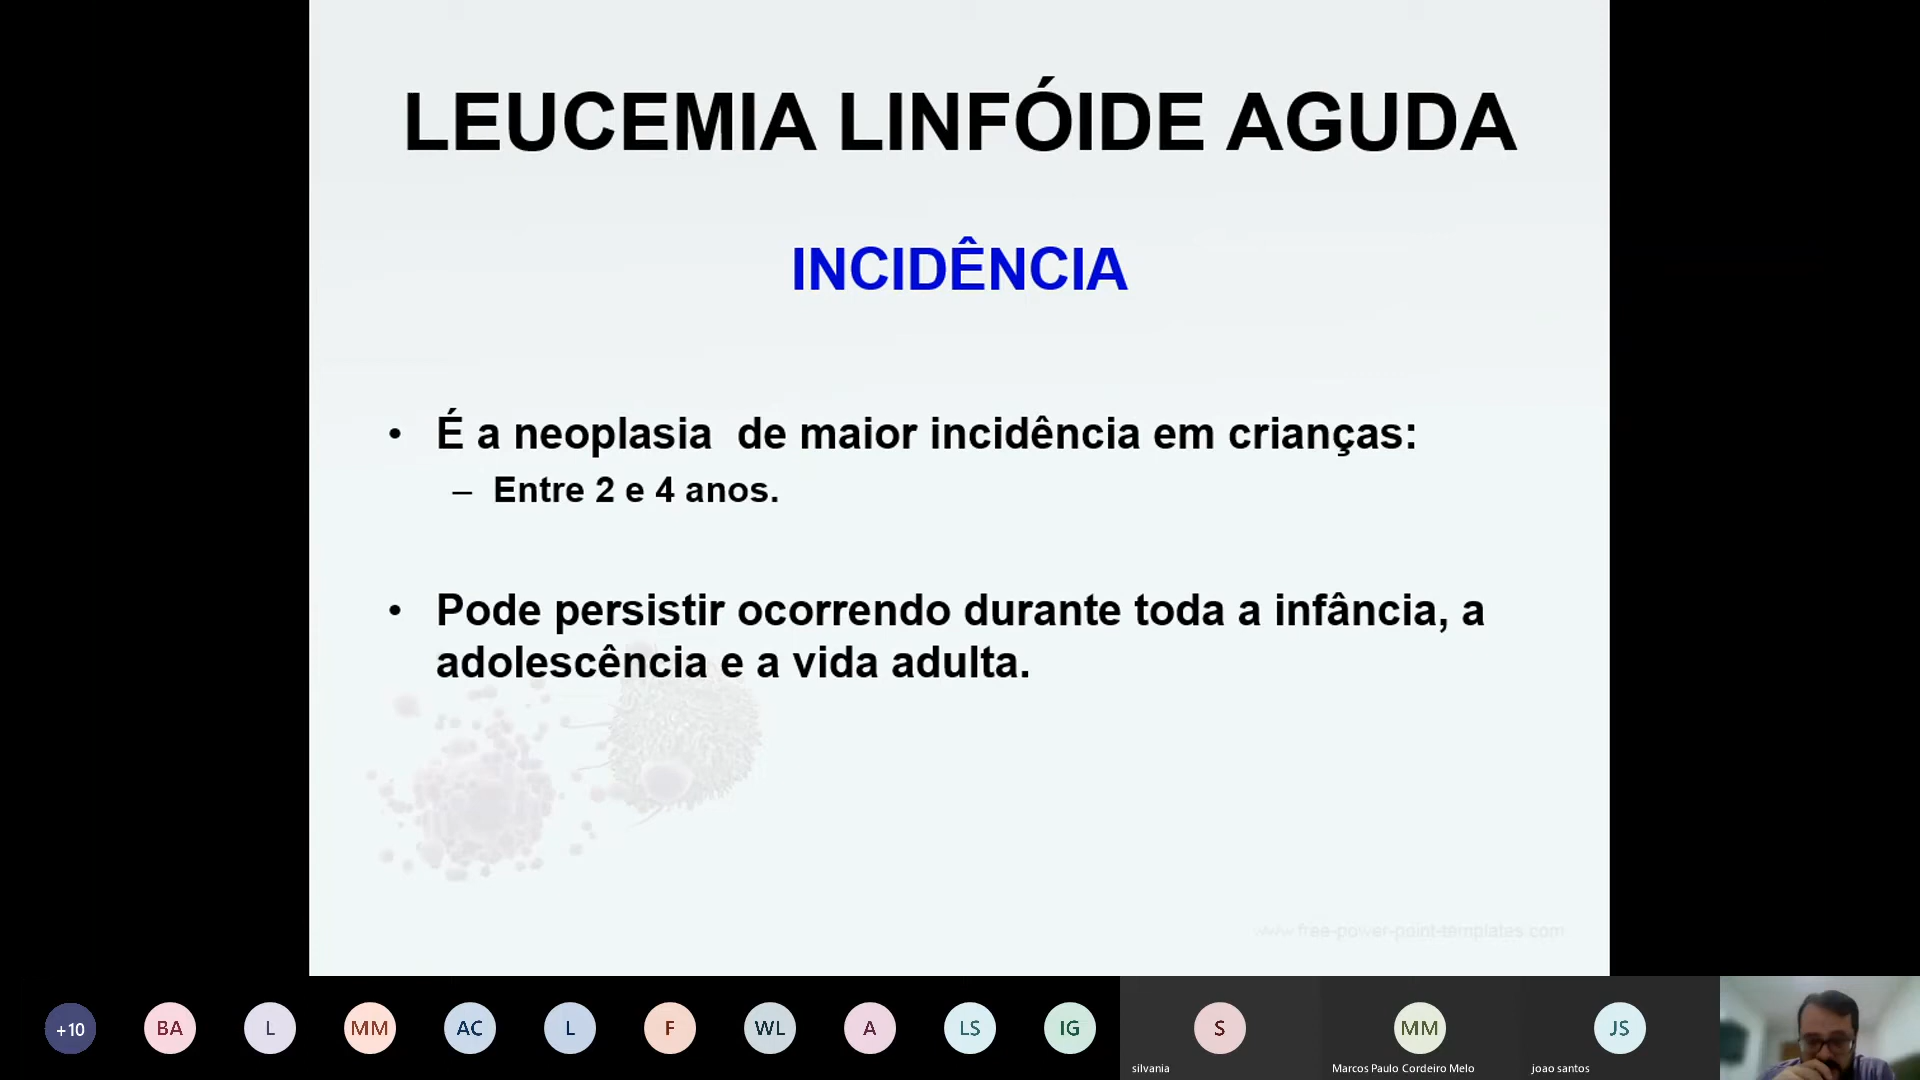 LEUCEMIA LINFÓIDE AGUDA
INCIDÊNCIA
• É a neoplasia de maior incidência em crianças:
– Entre 2 e 4 anos.
• Pode persistir ocorrendo durante toda a infância, a
adolescência e a vida adulta.
www.free-power-point-templates.com
+10 BA L MM AC L F WL A LS IG S MM JS
silvania Marcos Paulo Cordeiro Melo joao santos